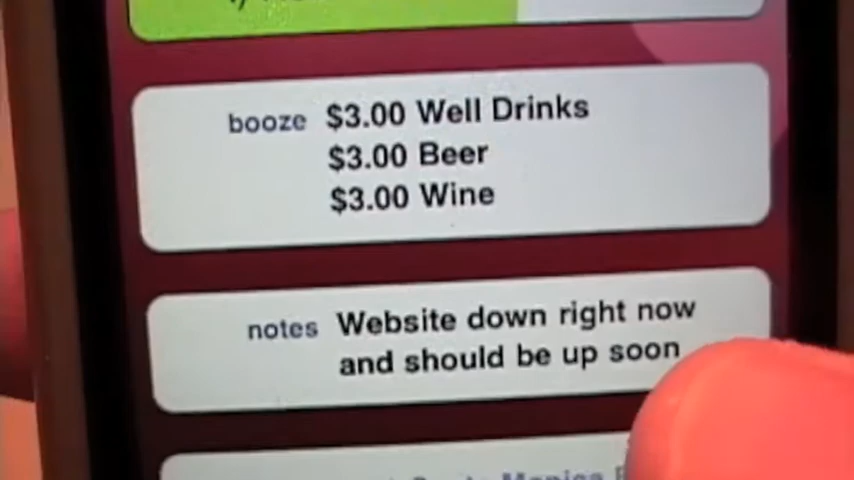 booze $3.00 Well Drinks
$3.00 Beer
$3.00 Wine
notes Website down right now
and should be up soon